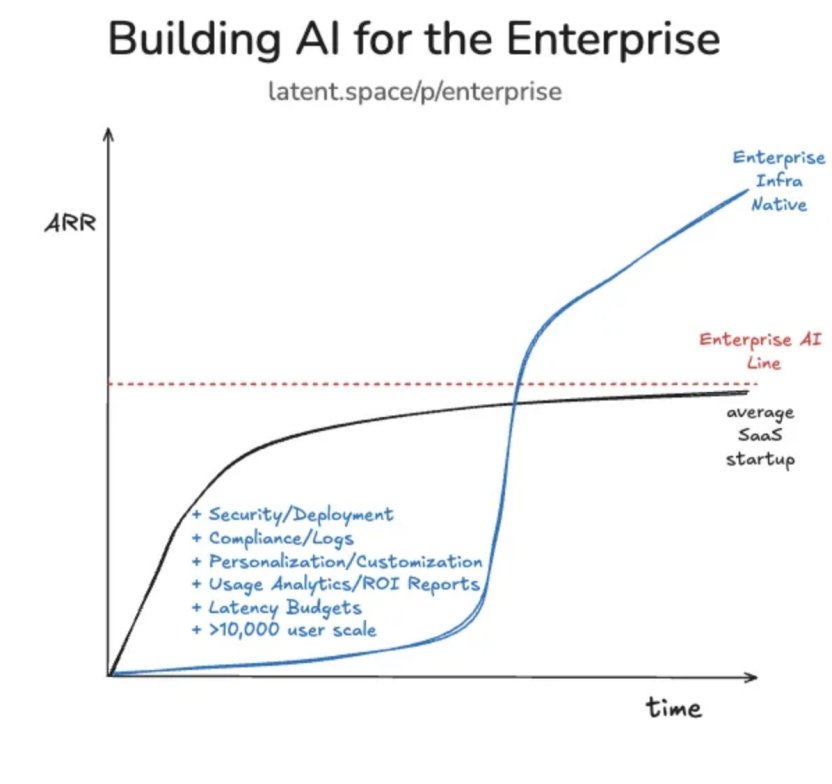 Building AI for the Enterprise
latent.space/p/enterprise
ARR
Enterprise
Infra
Native
Enterprise AI
Line
average
SaaS
startup
+ Security/Deployment
+ Compliance/Logs
+ Personalization/Customization
+ Usage Analytics/ROI Reports
+ Latency Budgets
+ >10,000 user scale
time